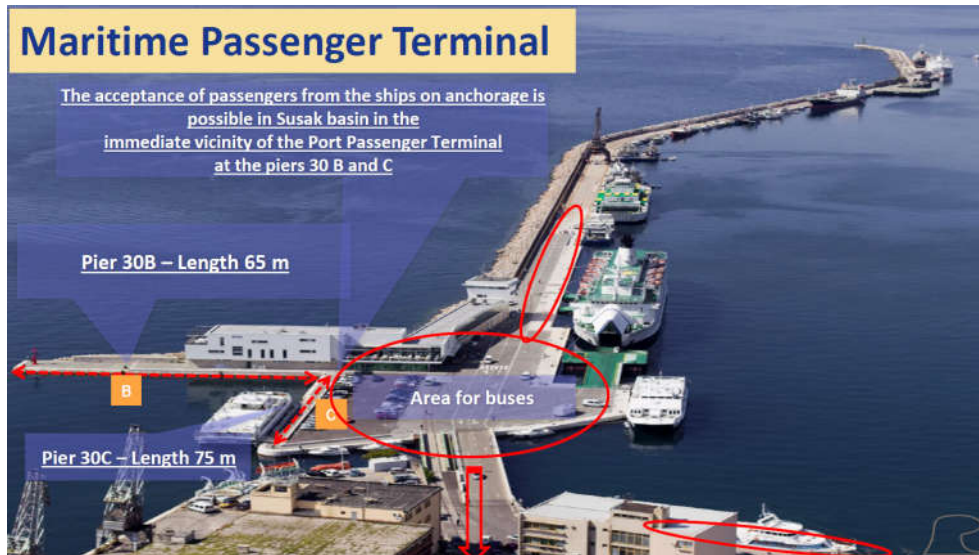 Maritime Passenger Terminal
The acceptance of passengers from the ships on anchorage is
possible in Susak basin in the
immediate vicinity of the Port Passenger Terminal
at the piers 30 B and C
Pier 30B – Length 65 m
B
C
Area for buses
Pier 30C – Length 75 m